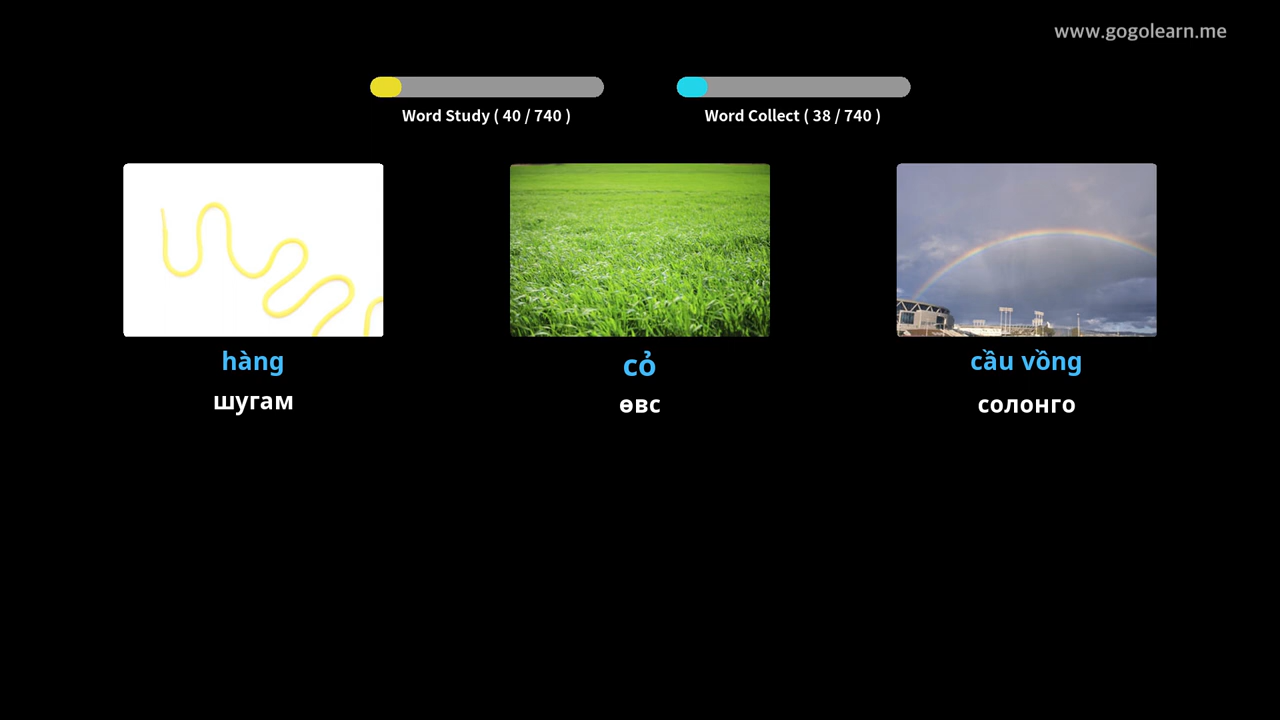 www.gogolearn.me
Word Study ( 40 / 740 )
Word Collect ( 38 / 740 )
hàng
шугам
cỏ
өвс
cầu vồng
солонго